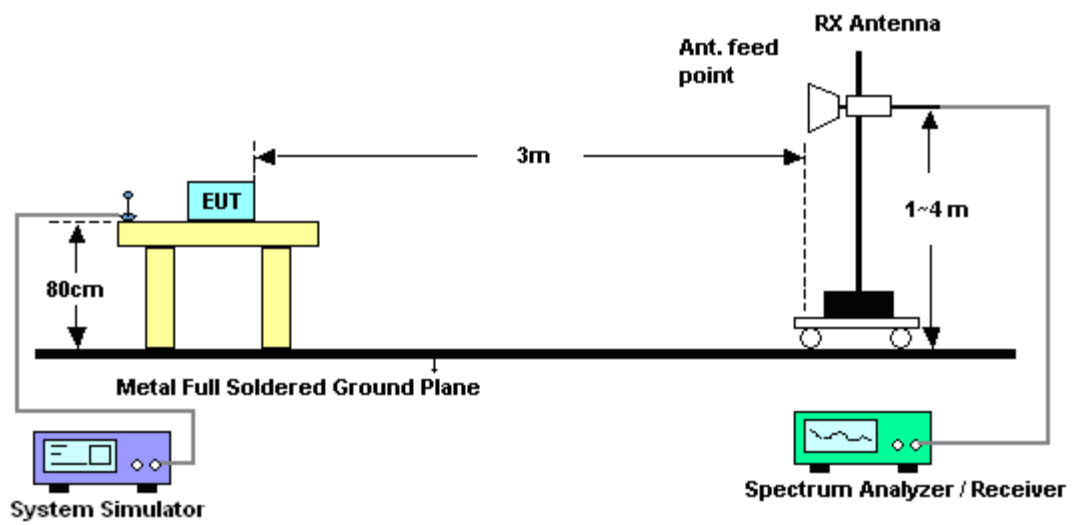 RX Antenna
Ant. feed
point
3m
EUT
1~4 m
80cm
Metal Full Soldered Ground Plane
System Simulator
Spectrum Analyzer / Receiver